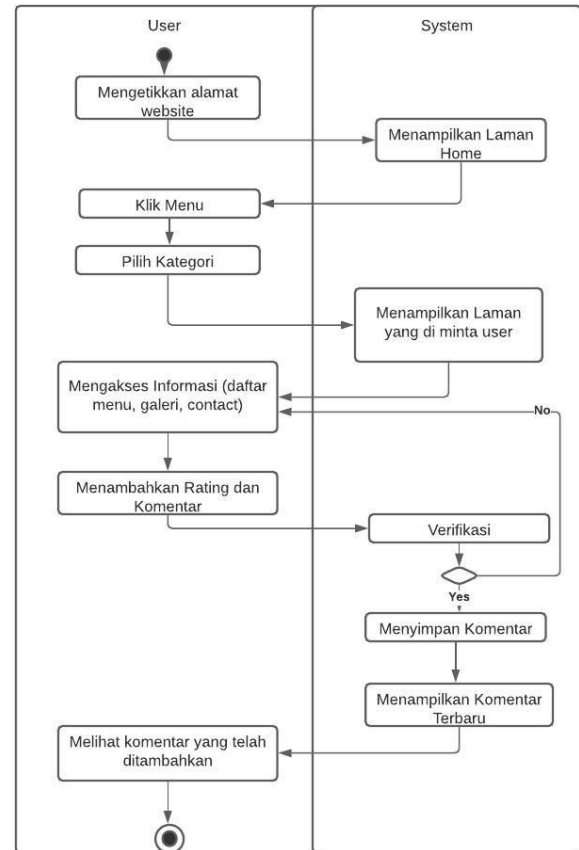 User
System
Mengetikkan alamat
website
Menampilkan Laman
Home
Klik Menu
Pilih Kategori
Menampilkan Laman
yang di minta user
Mengakses Informasi (daftar
menu, galeri, contact)
No
Menambahkan Rating dan
Komentar
Verifikasi
Yes
Menyimpan Komentar
Menampilkan Komentar
Terbaru
Melihat komentar yang telah
ditambahkan